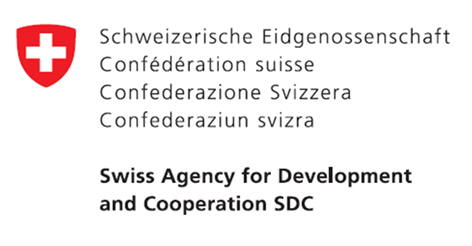 Schweizerische Eidgenossenschaft
Confédération suisse
Confederazione Svizzera
Confederaziun svizra
Swiss Agency for Development
and Cooperation SDC